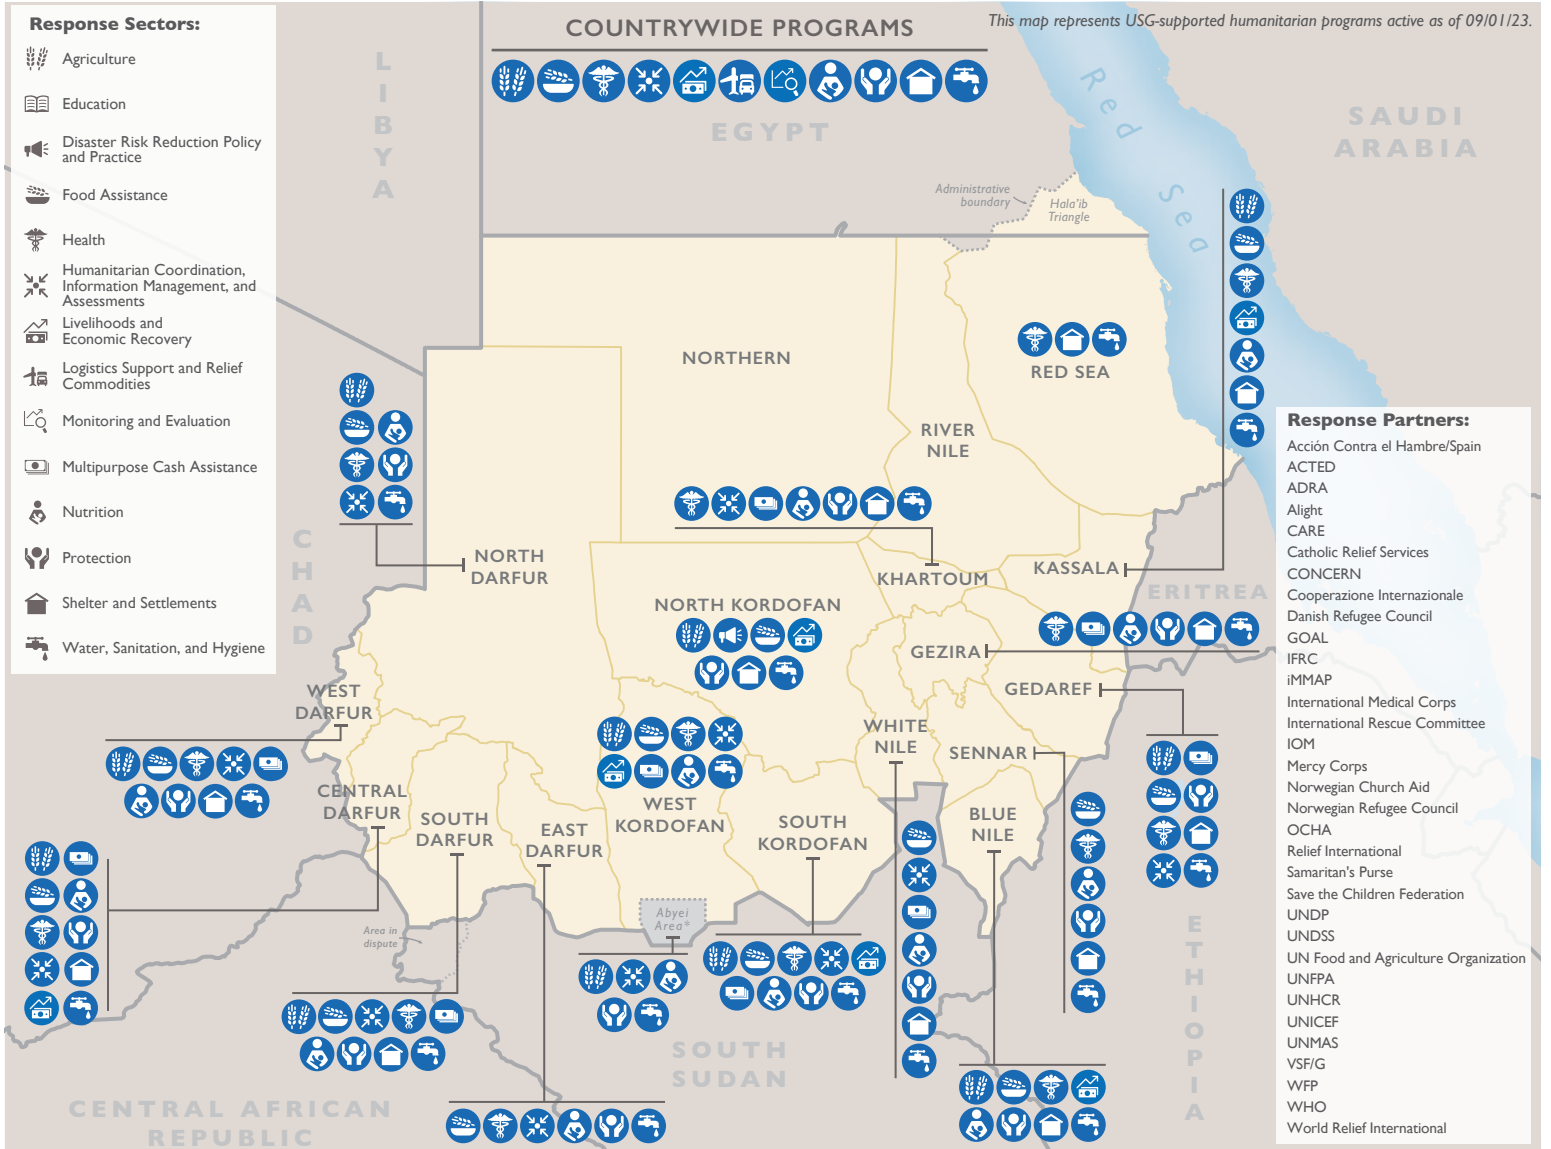 Response Sectors:
Agriculture
Education
Disaster Risk Reduction Policy
and Practice
Food Assistance
Health
Humanitarian Coordination,
Information Management, and
Assessments
Livelihoods and
Economic Recovery
Logistics Support and Relief
Commodities
Monitoring and Evaluation
Multipurpose Cash Assistance
Nutrition
Protection
Shelter and Settlements
Water, Sanitation, and Hygiene
COUNTRYWIDE PROGRAMS
This map represents USG-supported humanitarian programs active as of 09/01/23.
LIBYA
EGYPT
Red Sea
SAUDI
ARABIA
Administrative
boundary
Hala'ib
Triangle
NORTHERN
RED SEA
RIVER
NILE
CHAD
NORTH
DARFUR
KHARTOUM
KASSALA
ERITREA
NORTH KORDOFAN
GEZIRA
GEDAREF
WEST
DARFUR
WHITE
NILE
SENNAR
CENTRAL
DARFUR
SOUTH
DARFUR
EAST
DARFUR
WEST
KORDOFAN
SOUTH
KORDOFAN
BLUE
NILE
Abyei
Area*
Area in
dispute
ETHIOPIA
SOUTH
SUDAN
CENTRAL AFRICAN
REPUBLIC
Response Partners:
Acción Contra el Hambre/Spain
ACTED
ADRA
Alight
CARE
Catholic Relief Services
CONCERN
Cooperazione Internazionale
Danish Refugee Council
GOAL
IFRC
iMMAP
International Medical Corps
International Rescue Committee
IOM
Mercy Corps
Norwegian Church Aid
Norwegian Refugee Council
OCHA
Relief International
Samaritan's Purse
Save the Children Federation
UNDP
UNDSS
UN Food and Agriculture Organization
UNFPA
UNHCR
UNICEF
UNMAS
VSF/G
WFP
WHO
World Relief International